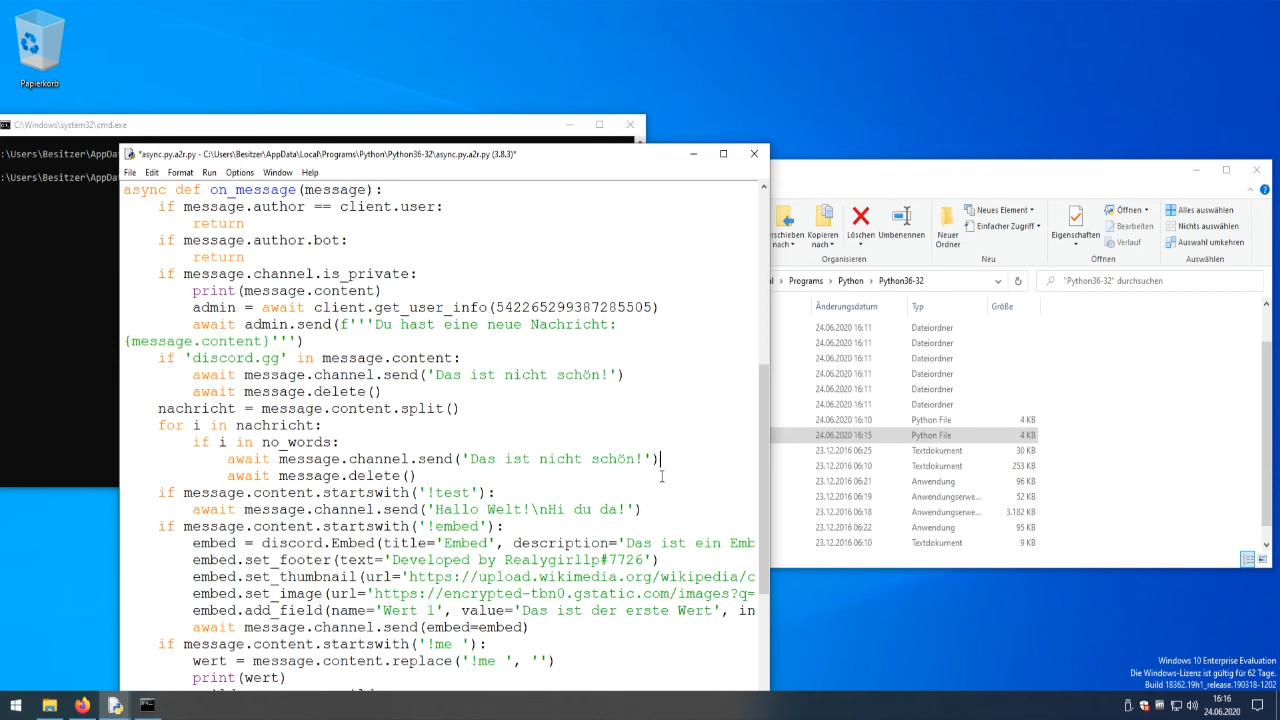 Papierkorb
C:\Windows\system32\cmd.exe
:\Users\Besitzer\AppDat
:\Users\Besitzer\AppDat
*async.py.a2r.py - C:\Users\Besitzer\AppData\Local\Programs\Python\Python36-32\async.py.a2r.py (3.8.3)*
File Edit Format Run Options Window Help
async def on_message(message):
if message.author == client.user:
return
if message.author.bot:
return
if message.channel.is_private:
print(message.content)
admin = await client.get_user_info(542265299387285505)
await admin.send(f'''Du hast eine neue Nachricht:
{message.content}''')
if 'discord.gg' in message.content:
await message.channel.send('Das ist nicht schön!')
await message.delete()
nachricht = message.content.split()
for i in nachricht:
if i in no_words:
await message.channel.send('Das ist nicht schön!')
await message.delete()
if message.content.startswith('!test'):
await message.channel.send('Hallo Welt!\nHi du da!')
if message.content.startswith('!embed'):
embed = discord.Embed(title='Embed', description='Das ist ein Emb
embed.set_footer(text='Developed by Realygirllp#7726')
embed.set_thumbnail(url='https://upload.wikimedia.org/wikipedia/c
embed.set_image(url='https://encrypted-tbn0.gstatic.com/images?q=
embed.add_field(name='Wert 1', value='Das ist der erste Wert', in
await message.channel.send(embed=embed)
if message.content.startswith('!me '):
wert = message.content.replace('!me ', '')
print(wert)
erschieben nach
Kopieren nach
Löschen
Umbenennen
Neuer Ordner
Neues Element
Einfacher Zugriff
Eigenschaften
Öffnen
Bearbeiten
Verlauf
Alles auswählen
Nichts auswählen
Auswahl umkehren
Organisieren Neu Öffnen Auswählen
al Programs Python Python36-32 "Python36-32" durchsuchen
Änderungsdatum Typ Größe
24.06.2020 16:11 Dateiordner
24.06.2020 16:11 Dateiordner
24.06.2020 16:11 Dateiordner
24.06.2020 16:11 Dateiordner
24.06.2020 16:11 Dateiordner
24.06.2020 16:11 Dateiordner
24.06.2020 16:10 Python File 4 KB
24.06.2020 16:15 Python File 4 KB
23.12.2016 06:25 Textdokument 30 KB
23.12.2016 06:10 Textdokument 253 KB
23.12.2016 06:21 Anwendung 96 KB
23.12.2016 06:19 Anwendungserwe... 52 KB
23.12.2016 06:18 Anwendungserwe... 3.182 KB
23.12.2016 06:22 Anwendung 95 KB
23.12.2016 06:10 Textdokument 9 KB
Windows 10 Enterprise Evaluation
Die Windows-Lizenz is gültig für 62 Tage.
Build 18362.19h1_release.190318-1202
16:16
24.06.2020